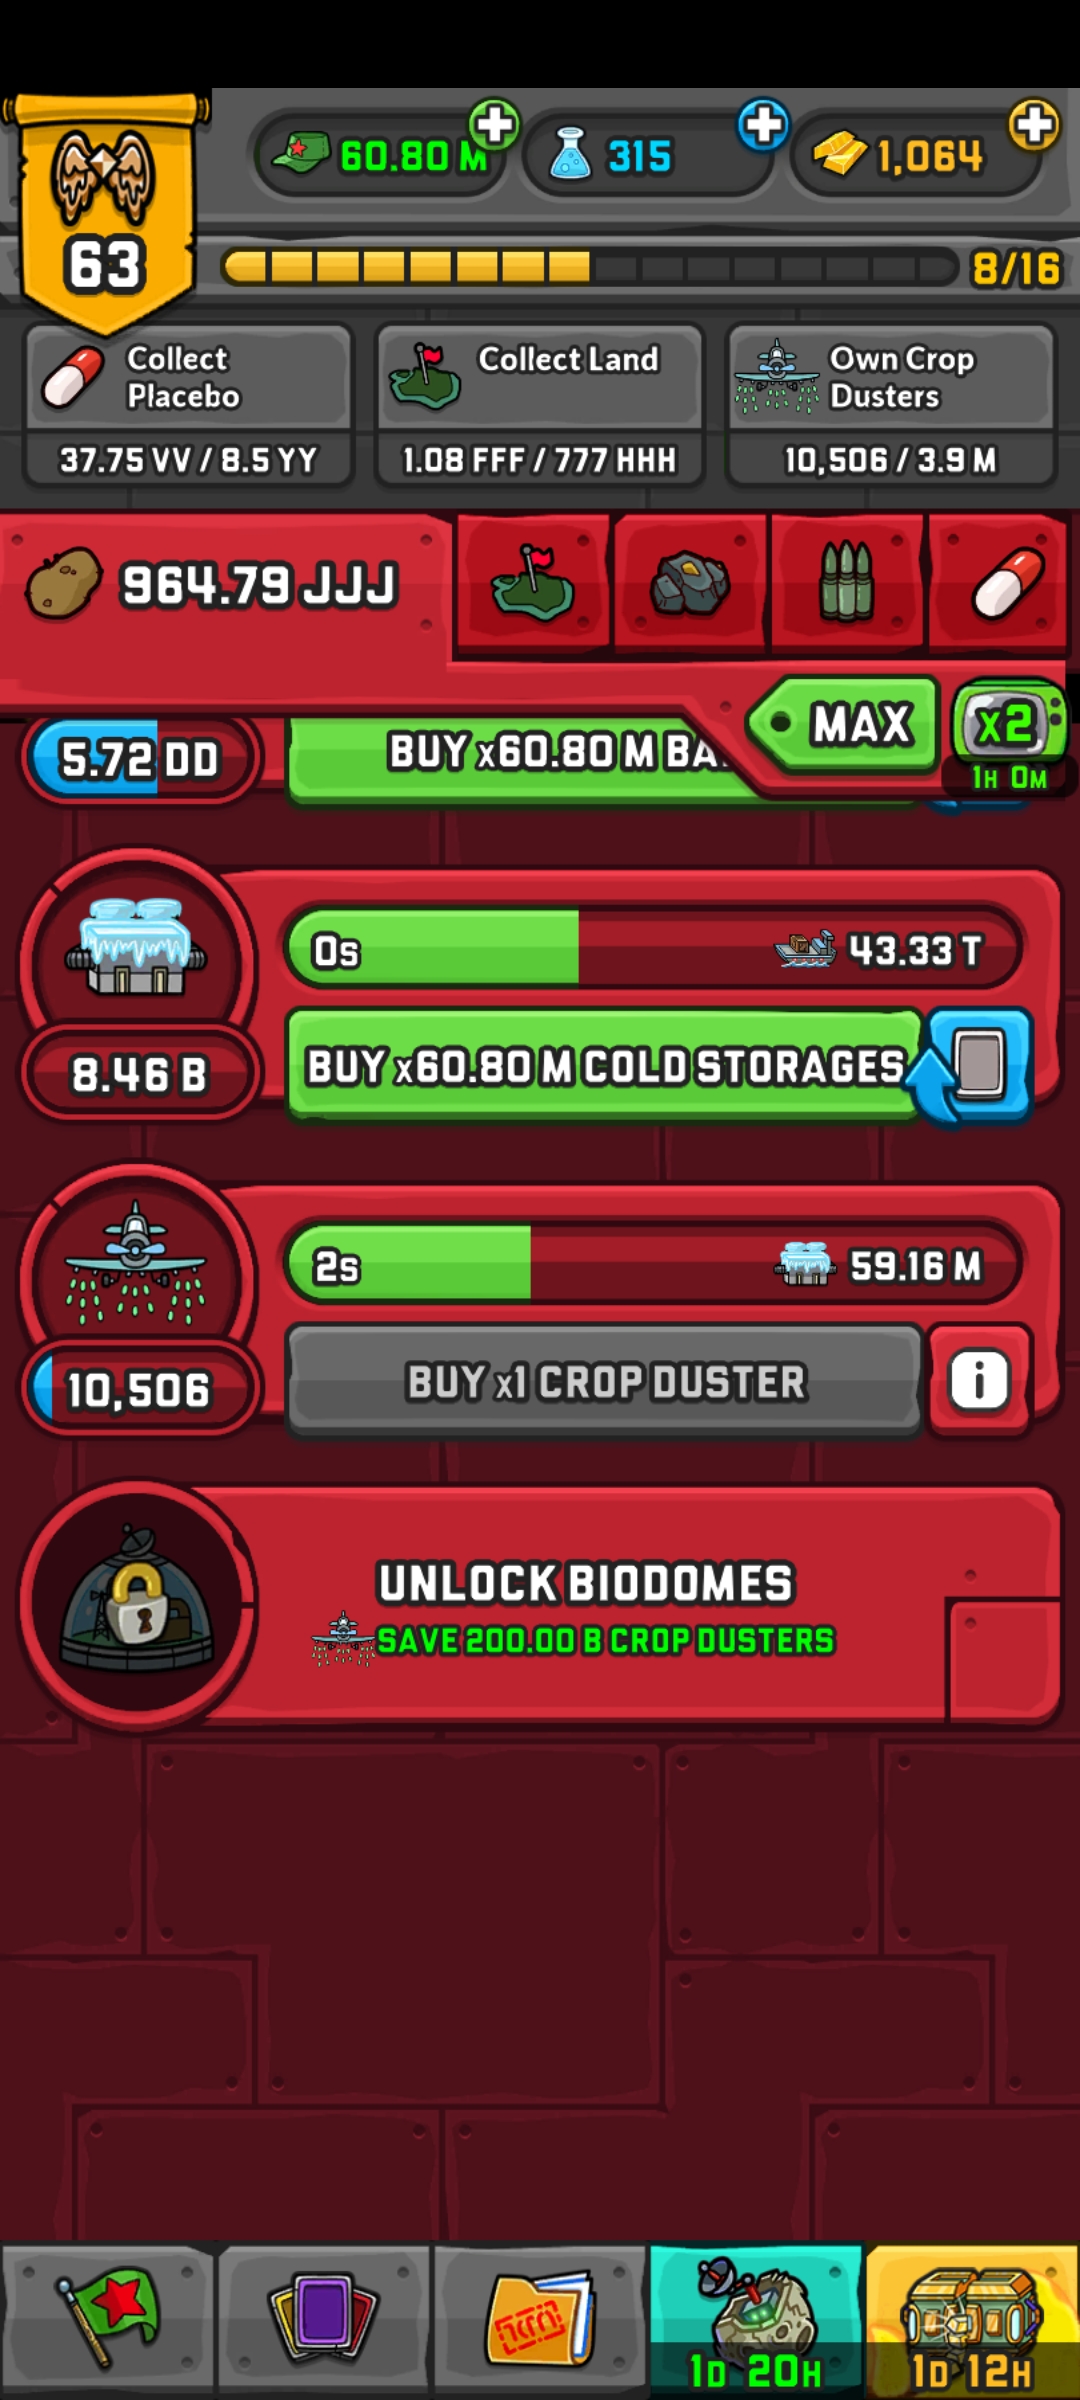 60.80 M
315
1,064
63
8/16
Collect
Placebo
37.75 VV / 8.5 YY
Collect Land
1.08 FFF / 777 HHH
Own Crop
Dusters
10,506 / 3.9 M
964.79 JJJ
MAX
X2
1H 0M
5.72 DD
BUY x60.80 M BA
0s
43.33 T
8.46 B
BUY x60.80 M COLD STORAGES
2s
59.16 M
10,506
BUY x1 CROP DUSTER
i
UNLOCK BIODOMES
SAVE 200.00 B CROP DUSTERS
1D 20H
1D 12H